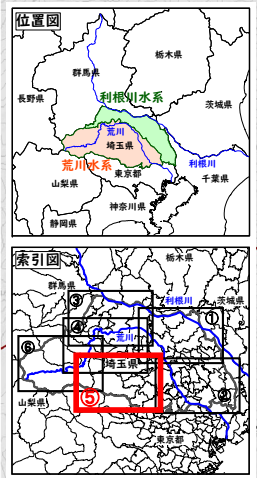 位置図
栃木県
群馬県
長野県
利根川水系
茨城県
荒川
埼玉県
荒川水系
利根川
東京都
千葉県
山梨県
神奈川県
静岡県
索引図
栃木県
群馬県
③
利根川
茨城県
①
④
荒川
⑥
埼玉県
⑤
②
山梨県
東京都